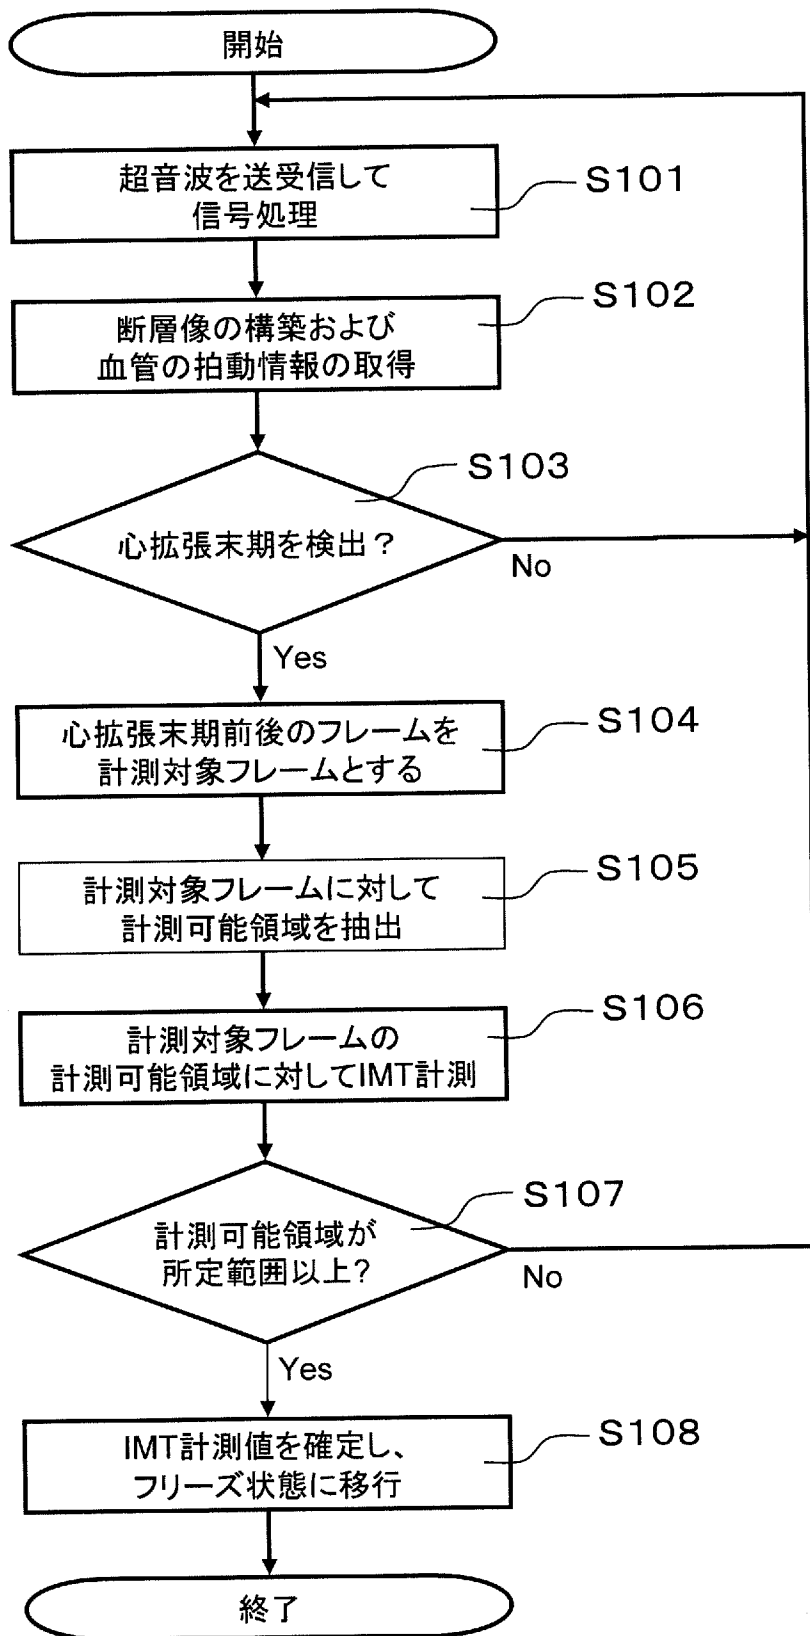 開始
超音波を送受信して
信号処理
S101
断層像の構築および
血管の拍動情報の取得
S102
S103
心拡張末期を検出？
No
Yes
心拡張末期前後のフレームを
計測対象フレームとする
S104
計測対象フレームに対して
計測可能領域を抽出
S105
計測対象フレームの
計測可能領域に対してIMT計測
S106
S107
計測可能領域が
所定範囲以上?
No
Yes
IMT計測値を確定し、
フリーズ状態に移行
S108
終了